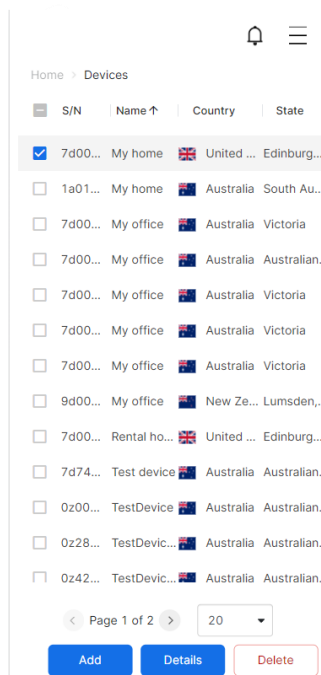 Home > Devices
S/N Name ↑ Country State
7d00... My home United ... Edinburg...
1a01... My home Australia South Au...
7d00... My office Australia Victoria
7d00... My office Australia Australian.
7d00... My office Australia Victoria
7d00... My office Australia Victoria
7d00... My office Australia Victoria
9d00... My office New Ze... Lumsden,..
7d00... Rental ho... United ... Edinburg...
7d74... Test device Australia Australian.
0z00... TestDevice Australia Australian.
0z28... TestDevic... Australia Australian.
0z42... TestDevic... Australia Australian.
< Page 1 of 2 > 20
Add Details Delete